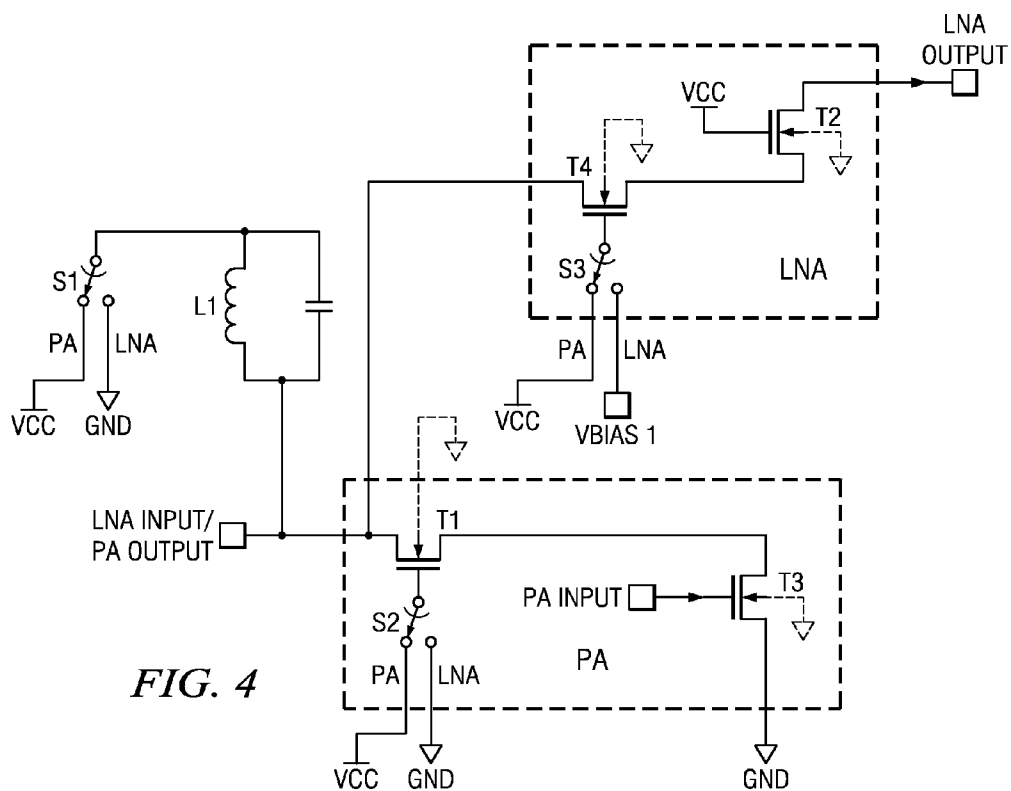 LNA
OUTPUT
VCC
T2
T4
S3
LNA
PA
LNA
VCC
VBIAS 1
S1
L1
PA
LNA
VCC
GND
LNA INPUT/
PA OUTPUT
T1
PA INPUT
T3
S2
PA
LNA
PA
VCC
GND
GND
FIG. 4